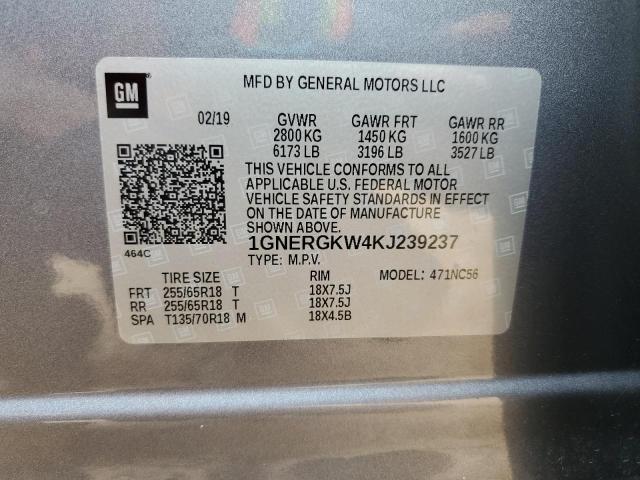 GM
MFD BY GENERAL MOTORS LLC
02/19 GVWR GAWR FRT GAWR RR
2800 KG 1450 KG 1600 KG
6173 LB 3196 LB 3527 LB
THIS VEHICLE CONFORMS TO ALL
APPLICABLE U.S. FEDERAL MOTOR
VEHICLE SAFETY STANDARDS IN EFFECT
ON THE DATE OF MANUFACTURE
SHOWN ABOVE.
464C 1GNERGKW4KJ239237
TYPE: M.P.V. MODEL: 471NC56
TIRE SIZE RIM
FRT 255/65R18 T 18X7.5J
RR 255/65R18 T 18X7.5J
SPA T135/70R18 M 18X4.5B